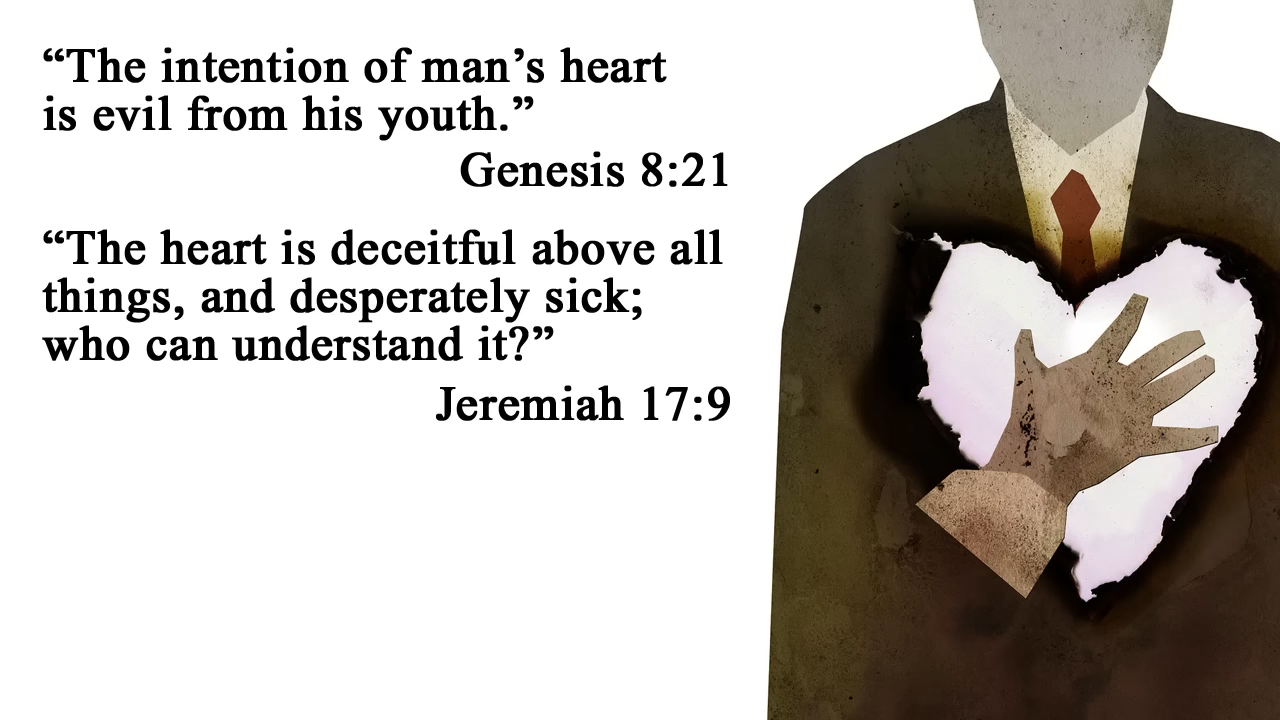 “The intention of man’s heart
is evil from his youth.”
Genesis 8:21
“The heart is deceitful above all
things, and desperately sick;
who can understand it?”
Jeremiah 17:9